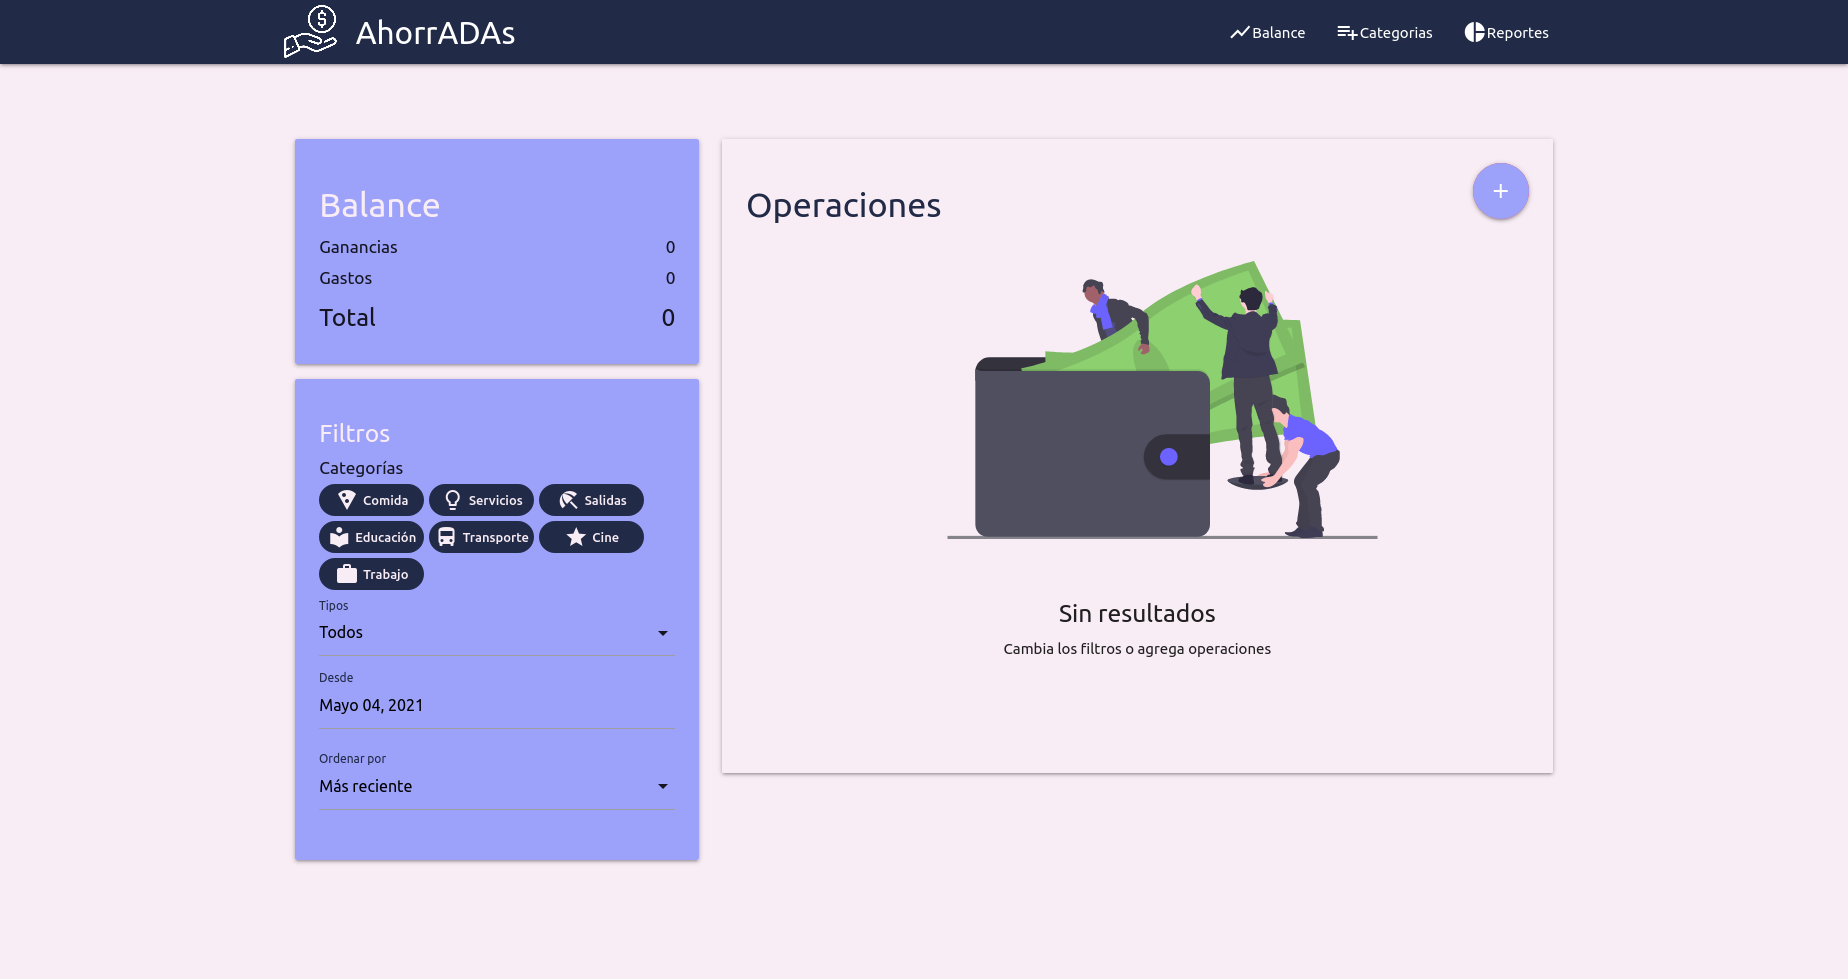 AhorrADAs
Balance
Categorias
Reportes
Balance
Ganancias 0
Gastos 0
Total 0
Filtros
Categorías
Comida
Servicios
Salidas
Educación
Transporte
Cine
Trabajo
Tipos
Todos
Desde
Mayo 04, 2021
Ordenar por
Más reciente
Operaciones
+
Sin resultados
Cambia los filtros o agrega operaciones